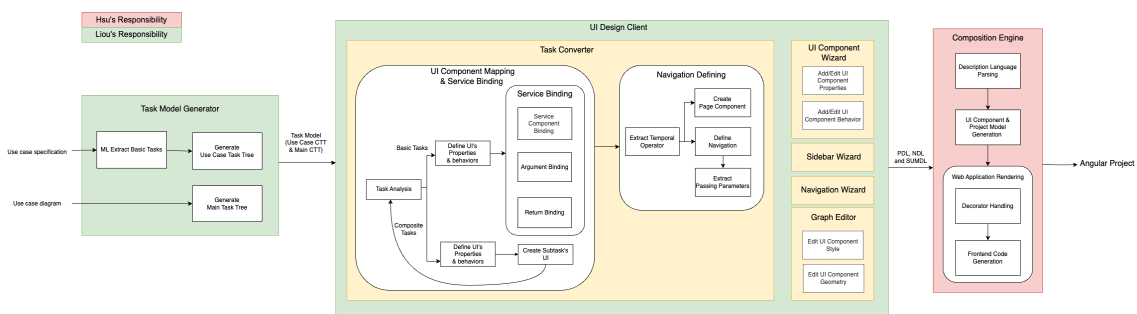 Hsu's Responsibility
Liou's Responsibility
Use case specification
Use case diagram
Task Model Generator
ML Extract Basic Tasks
Generate
Use Case Task Tree
Generate
Main Task Tree
Task Model
(Use Case CTT
& Main CTT)
UI Design Client
Task Converter
UI Component Mapping
& Service Binding
Task Analysis
Basic Tasks
Composite
Tasks
Define UI's
Properties
& behaviors
Define UI's
Properties
& behaviors
Create Subtask's
UI
Service Binding
Service
Component
Binding
Argument Binding
Return Binding
Navigation Defining
Extract Temporal
Operator
Create
Page Component
Define
Navigation
Extract
Passing Parameters
UI Component
Wizard
Add/Edit UI
Component
Properties
Add/Edit UI
Component Behavior
Sidebar Wizard
Navigation Wizard
Graph Editor
Edit UI Component
Style
Edit UI Component
Geometry
PDL, NDL
and SUMDL
Composition Engine
Description Language
Parsing
UI Component &
Project Model
Generation
Web Application Rendering
Decorator Handling
Frontend Code
Generation
Angular Project